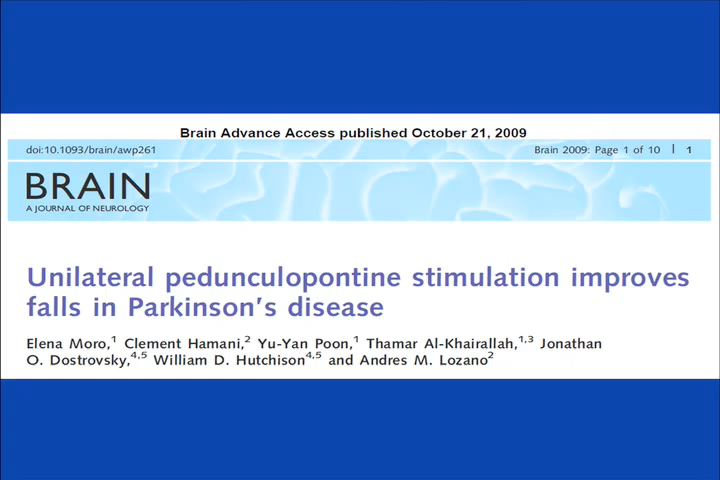 Brain Advance Access published October 21, 2009
doi:10.1093/brain/awp261 Brain 2009: Page 1 of 10 | 1
BRAIN
A JOURNAL OF NEUROLOGY
Unilateral pedunculopontine stimulation improves
falls in Parkinson’s disease
Elena Moro,1 Clement Hamani,2 Yu-Yan Poon,1 Thamar Al-Khairallah,1,3 Jonathan
O. Dostrovsky,4,5 William D. Hutchison4,5 and Andres M. Lozano2